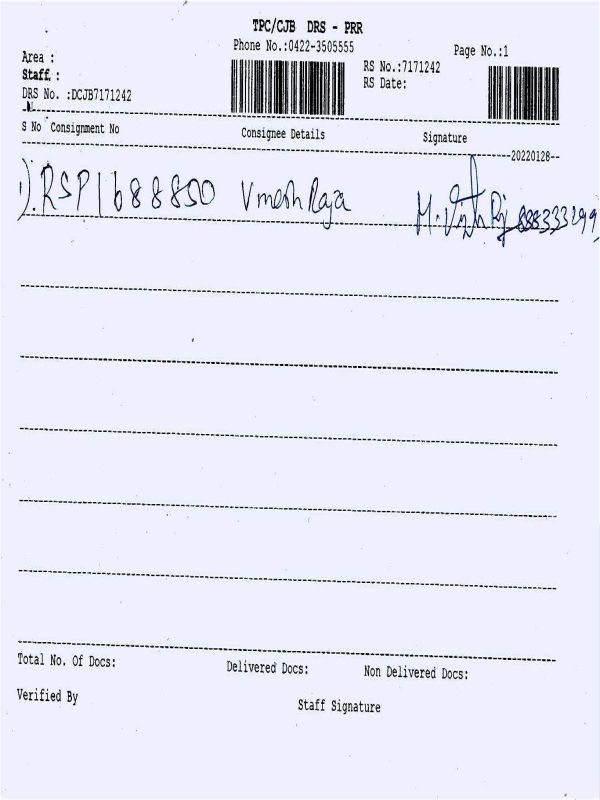 TPC/CJB DRS - PRR
Phone No.:0422-3505555
Page No.:1
Area :
Staff :
DRS No. :DCJB7171242
RS No.:7171242
RS Date:
S No Consignment No Consignee Details Signature
20220128
1). RSP1688850 Vmesh Raja M.
Total No. Of Docs: Delivered Docs: Non Delivered Docs:
Verified By Staff Signature